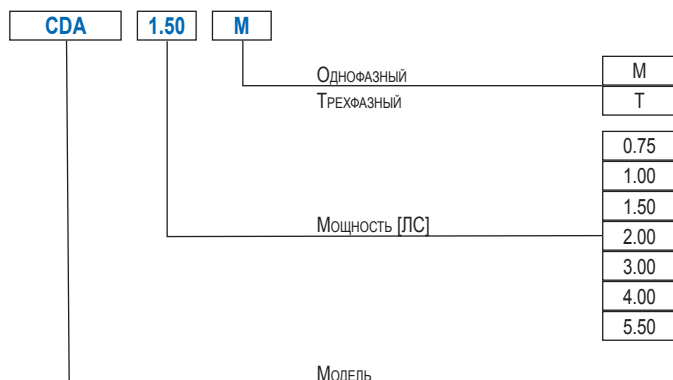 CDA 1.50 M
Однофазный M
Трехфазный T
0.75
1.00
1.50
Мощность [ЛС] 2.00
3.00
4.00
5.50
Модель